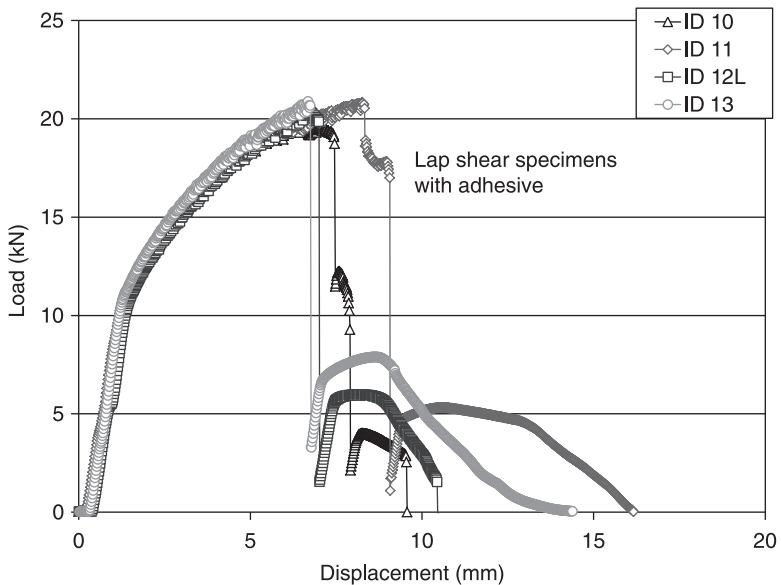 25
20
15
10
5
0
0
5
10
15
20
Load (kN)
Displacement (mm)
ID 10
ID 11
ID 12L
ID 13
Lap shear specimens
with adhesive